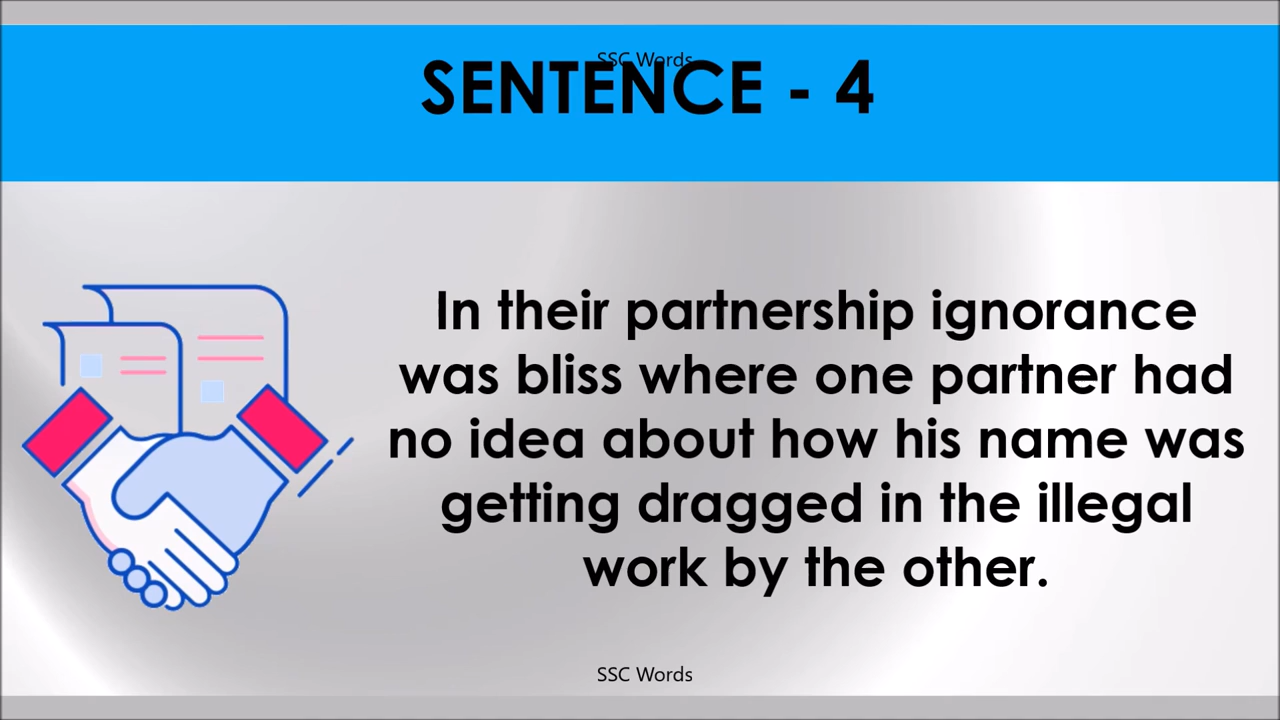 SSC Words
SENTENCE - 4
In their partnership ignorance
was bliss where one partner had
no idea about how his name was
getting dragged in the illegal
work by the other.
SSC Words